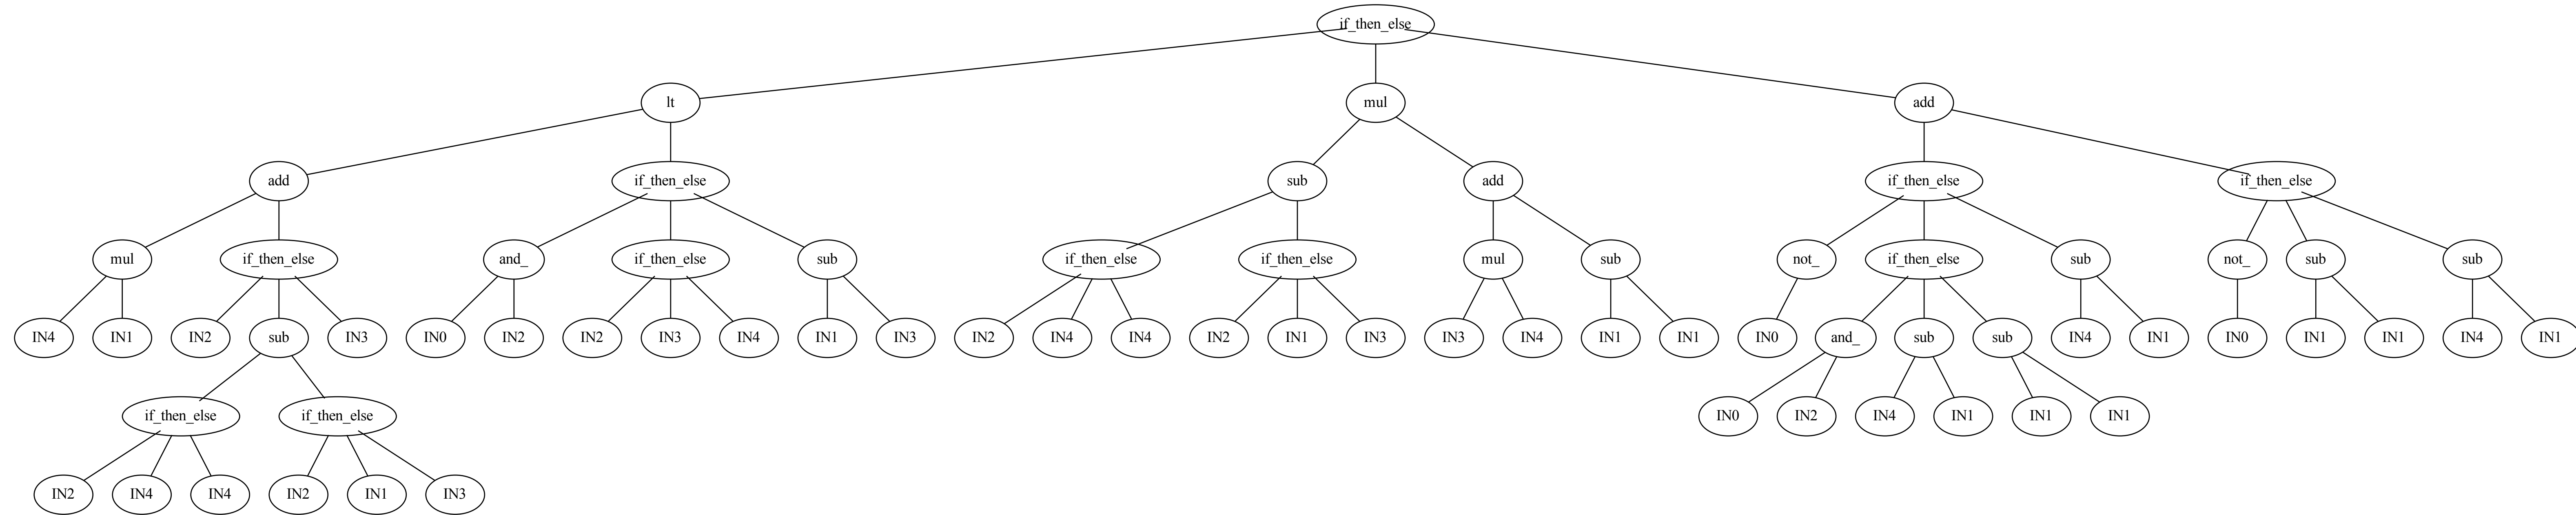 if_then_else
lt mul add
add if_then_else sub add if_then_else if_then_else
mul if_then_else and_ if_then_else sub if_then_else if_then_else mul sub not_ if_then_else sub not_ sub sub
IN4 IN1 IN2 sub IN3 IN0 IN2 IN2 IN3 IN4 IN1 IN3 IN2 IN4 IN4 IN2 IN1 IN3 IN3 IN4 IN1 IN1 IN0 and_ sub sub IN4 IN1 IN0 IN1 IN1 IN4 IN1
if_then_else if_then_else IN0 IN2 IN4 IN1 IN1 IN1
IN2 IN4 IN4 IN2 IN1 IN3